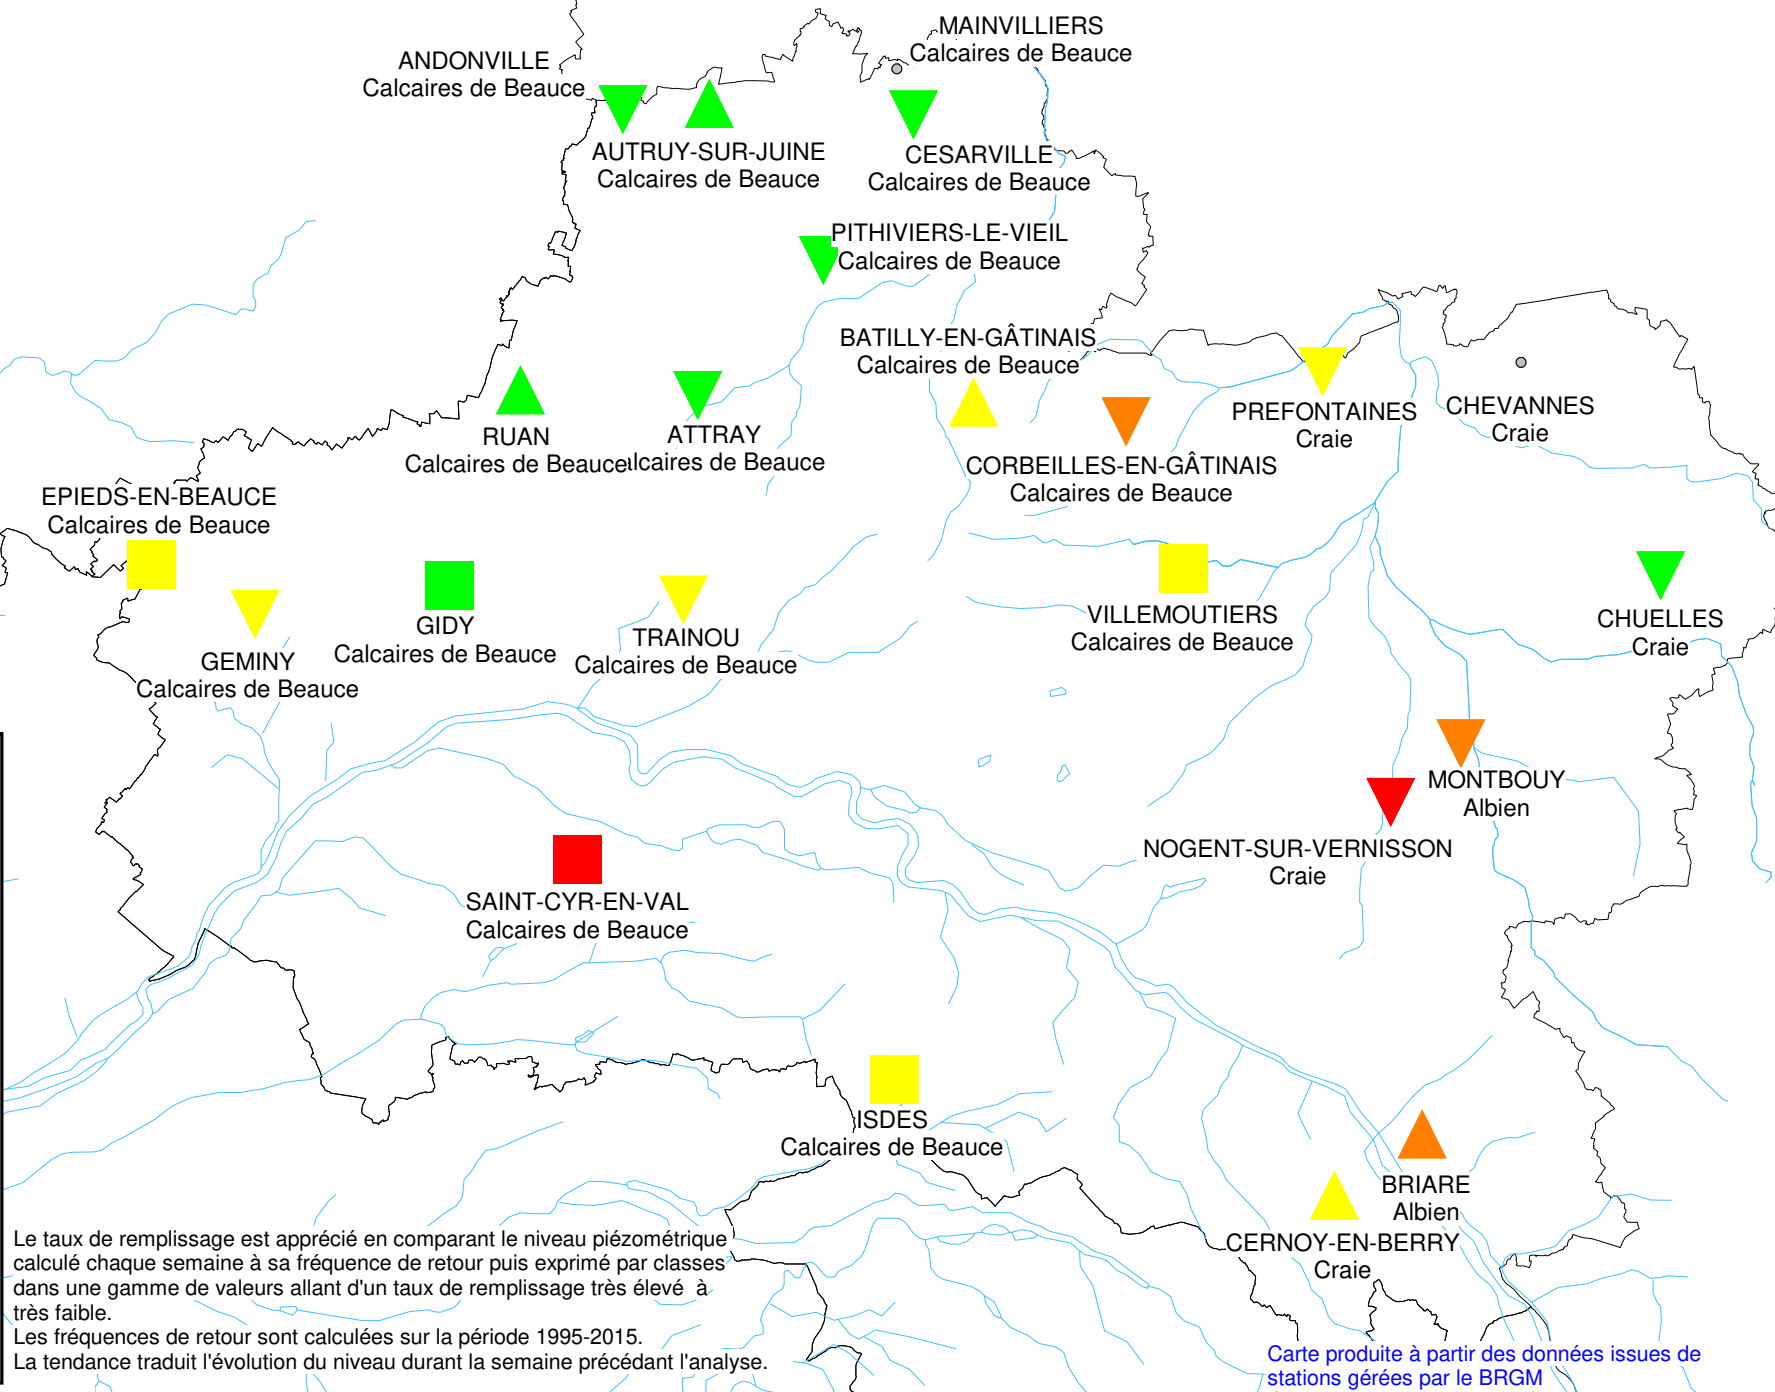 MAINVILLIERS
Calcaires de Beauce
ANDONVILLE
Calcaires de Beauce
AUTRUY-SUR-JUINE
Calcaires de Beauce
CESARVILLE
Calcaires de Beauce
PITHIVIERS-LE-VIEIL
Calcaires de Beauce
BATILLY-EN-GÂTINAIS
Calcaires de Beauce
PREFONTAINES
Craie
CHEVANNES
Craie
RUAN
Calcaires de Beauce
ATTRAY
lcaires de Beauce
CORBEILLES-EN-GÂTINAIS
Calcaires de Beauce
EPIEDS-EN-BEAUCE
Calcaires de Beauce
GIDY
Calcaires de Beauce
TRAINOU
Calcaires de Beauce
VILLEMOUTIERS
Calcaires de Beauce
CHUELLES
Craie
GEMINY
Calcaires de Beauce
MONTBOUY
Albien
NOGENT-SUR-VERNISSON
Craie
SAINT-CYR-EN-VAL
Calcaires de Beauce
ISDES
Calcaires de Beauce
BRIARE
Albien
CERNOY-EN-BERRY
Craie
Le taux de remplissage est apprécié en comparant le niveau piézométrique
calculé chaque semaine à sa fréquence de retour puis exprimé par classes
dans une gamme de valeurs allant d'un taux de remplissage très élevé à
très faible.
Les fréquences de retour sont calculées sur la période 1995-2015.
La tendance traduit l'évolution du niveau durant la semaine précédant l'analyse.
Carte produite à partir des données issues de
stations gérées par le BRGM